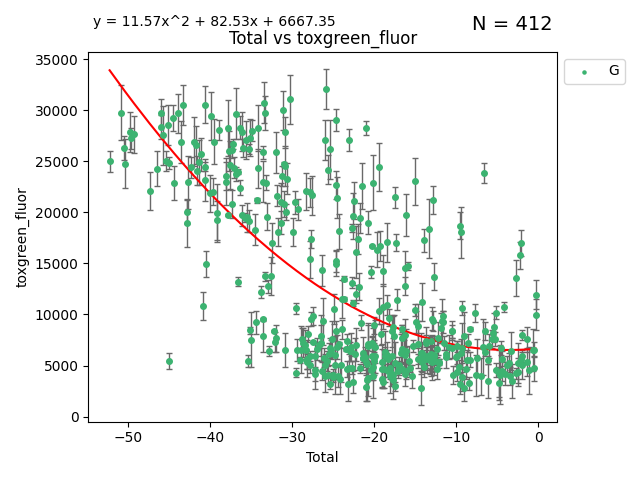 y = 11.57x^2 + 82.53x + 6667.35
N = 412
Total vs toxgreen_fluor
35000
30000
25000
20000
15000
10000
5000
0
toxgreen_fluor
−50
−40
−30
−20
−10
0
Total
G